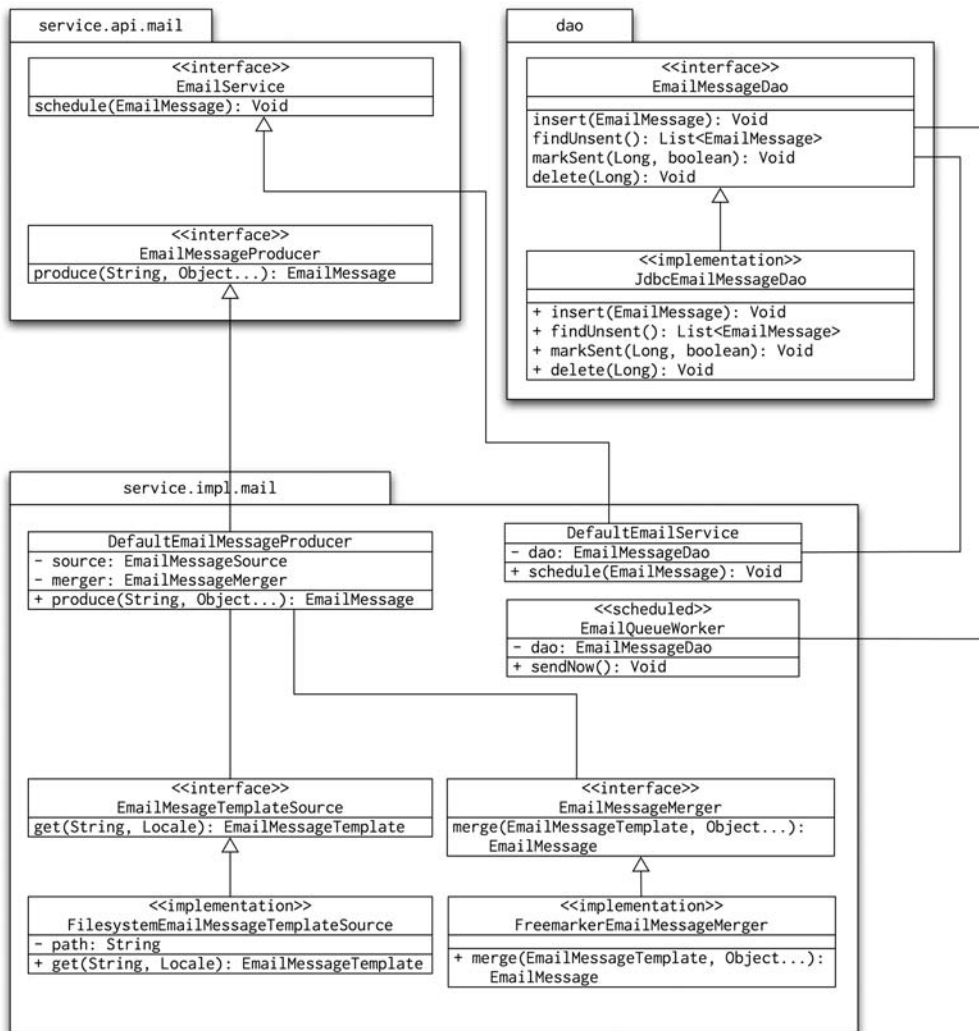 service.api.mail
<<interface>>
EmailService
schedule(EmailMessage): Void
<<interface>>
EmailMessageProducer
produce(String, Object...): EmailMessage
dao
<<interface>>
EmailMessageDao
insert(EmailMessage): Void
findUnsent(): List<EmailMessage>
markSent(Long, boolean): Void
delete(Long): Void
<<implementation>>
JdbcEmailMessageDao
+ insert(EmailMessage): Void
+ findUnsent(): List<EmailMessage>
+ markSent(Long, boolean): Void
+ delete(Long): Void
service.impl.mail
DefaultEmailMessageProducer
- source: EmailMessageSource
- merger: EmailMessageMerger
+ produce(String, Object...): EmailMessage
DefaultEmailService
- dao: EmailMessageDao
+ schedule(EmailMessage): Void
<<scheduled>>
EmailQueueWorker
- dao: EmailMessageDao
+ sendNow(): Void
<<interface>>
EmailMesageTemplateSource
get(String, Locale): EmailMessageTemplate
<<interface>>
EmailMessageMerger
merge(EmailMessageTemplate, Object...):
EmailMessage
<<implementation>>
FilesystemEmailMessageTemplateSource
- path: String
+ get(String, Locale): EmailMessageTemplate
<<implementation>>
FreemarkerEmailMessageMerger
+ merge(EmailMessageTemplate, Object...):
EmailMessage